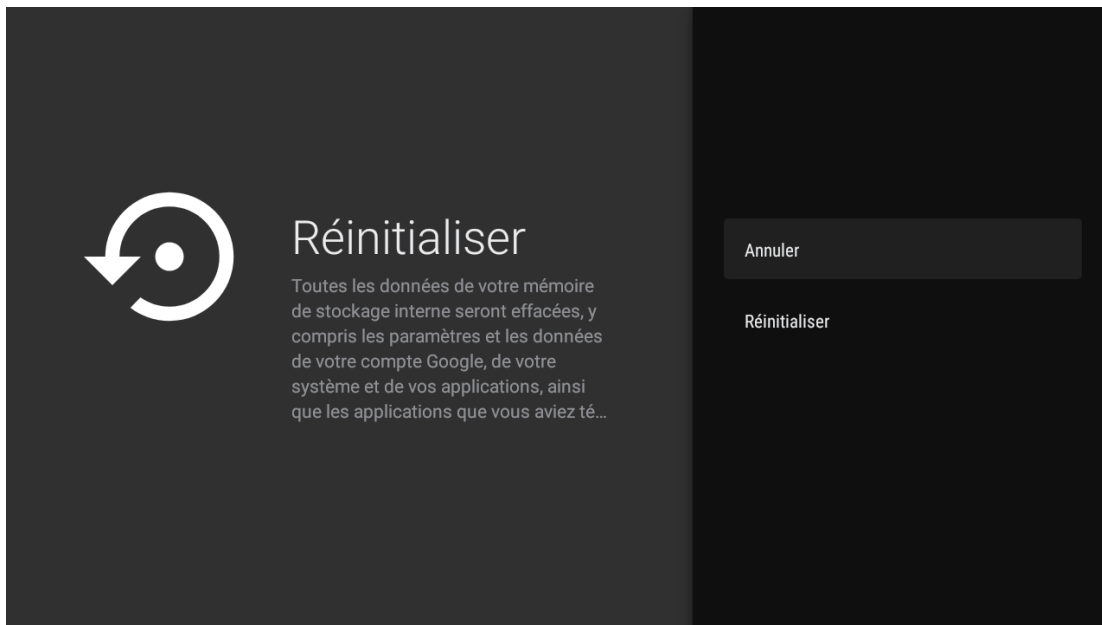 Réinitialiser
Toutes les données de votre mémoire
de stockage interne seront effacées, y
compris les paramètres et les données
de votre compte Google, de votre
système et de vos applications, ainsi
que les applications que vous aviez té...
Annuler
Réinitialiser